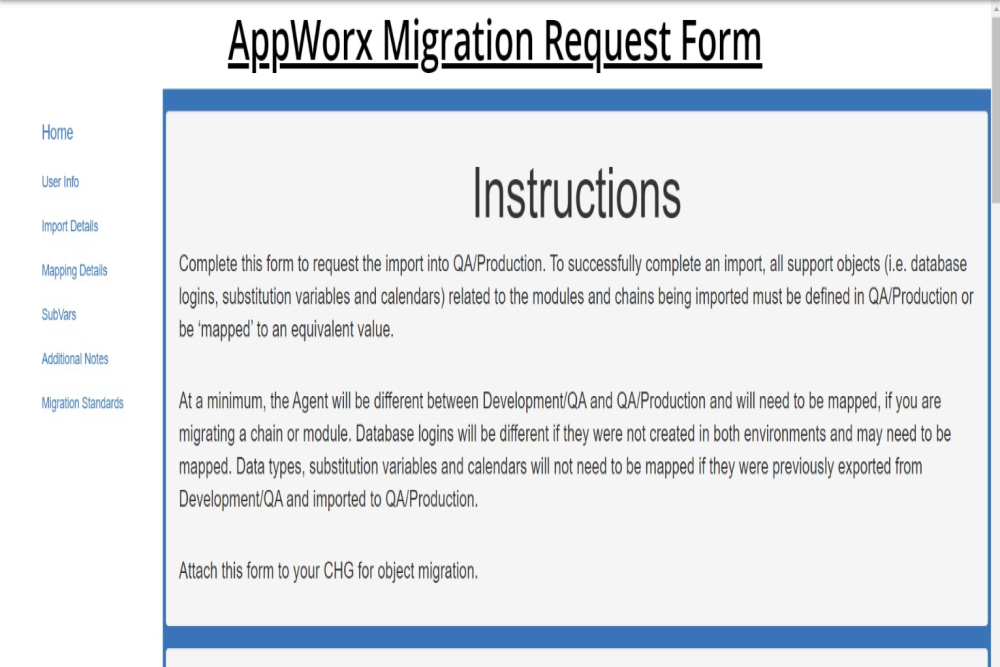 AppWorx Migration Request Form
Home
User Info
Import Details
Mapping Details
SubVars
Additional Notes
Migration Standards
Instructions
Complete this form to request the import into QA/Production. To successfully complete an import, all support objects (i.e. database
logins, substitution variables and calendars) related to the modules and chains being imported must be defined in QA/Production or
be ‘mapped’ to an equivalent value.
At a minimum, the Agent will be different between Development/QA and QA/Production and will need to be mapped, if you are
migrating a chain or module. Database logins will be different if they were not created in both environments and may need to be
mapped. Data types, substitution variables and calendars will not need to be mapped if they were previously exported from
Development/QA and imported to QA/Production.
Attach this form to your CHG for object migration.